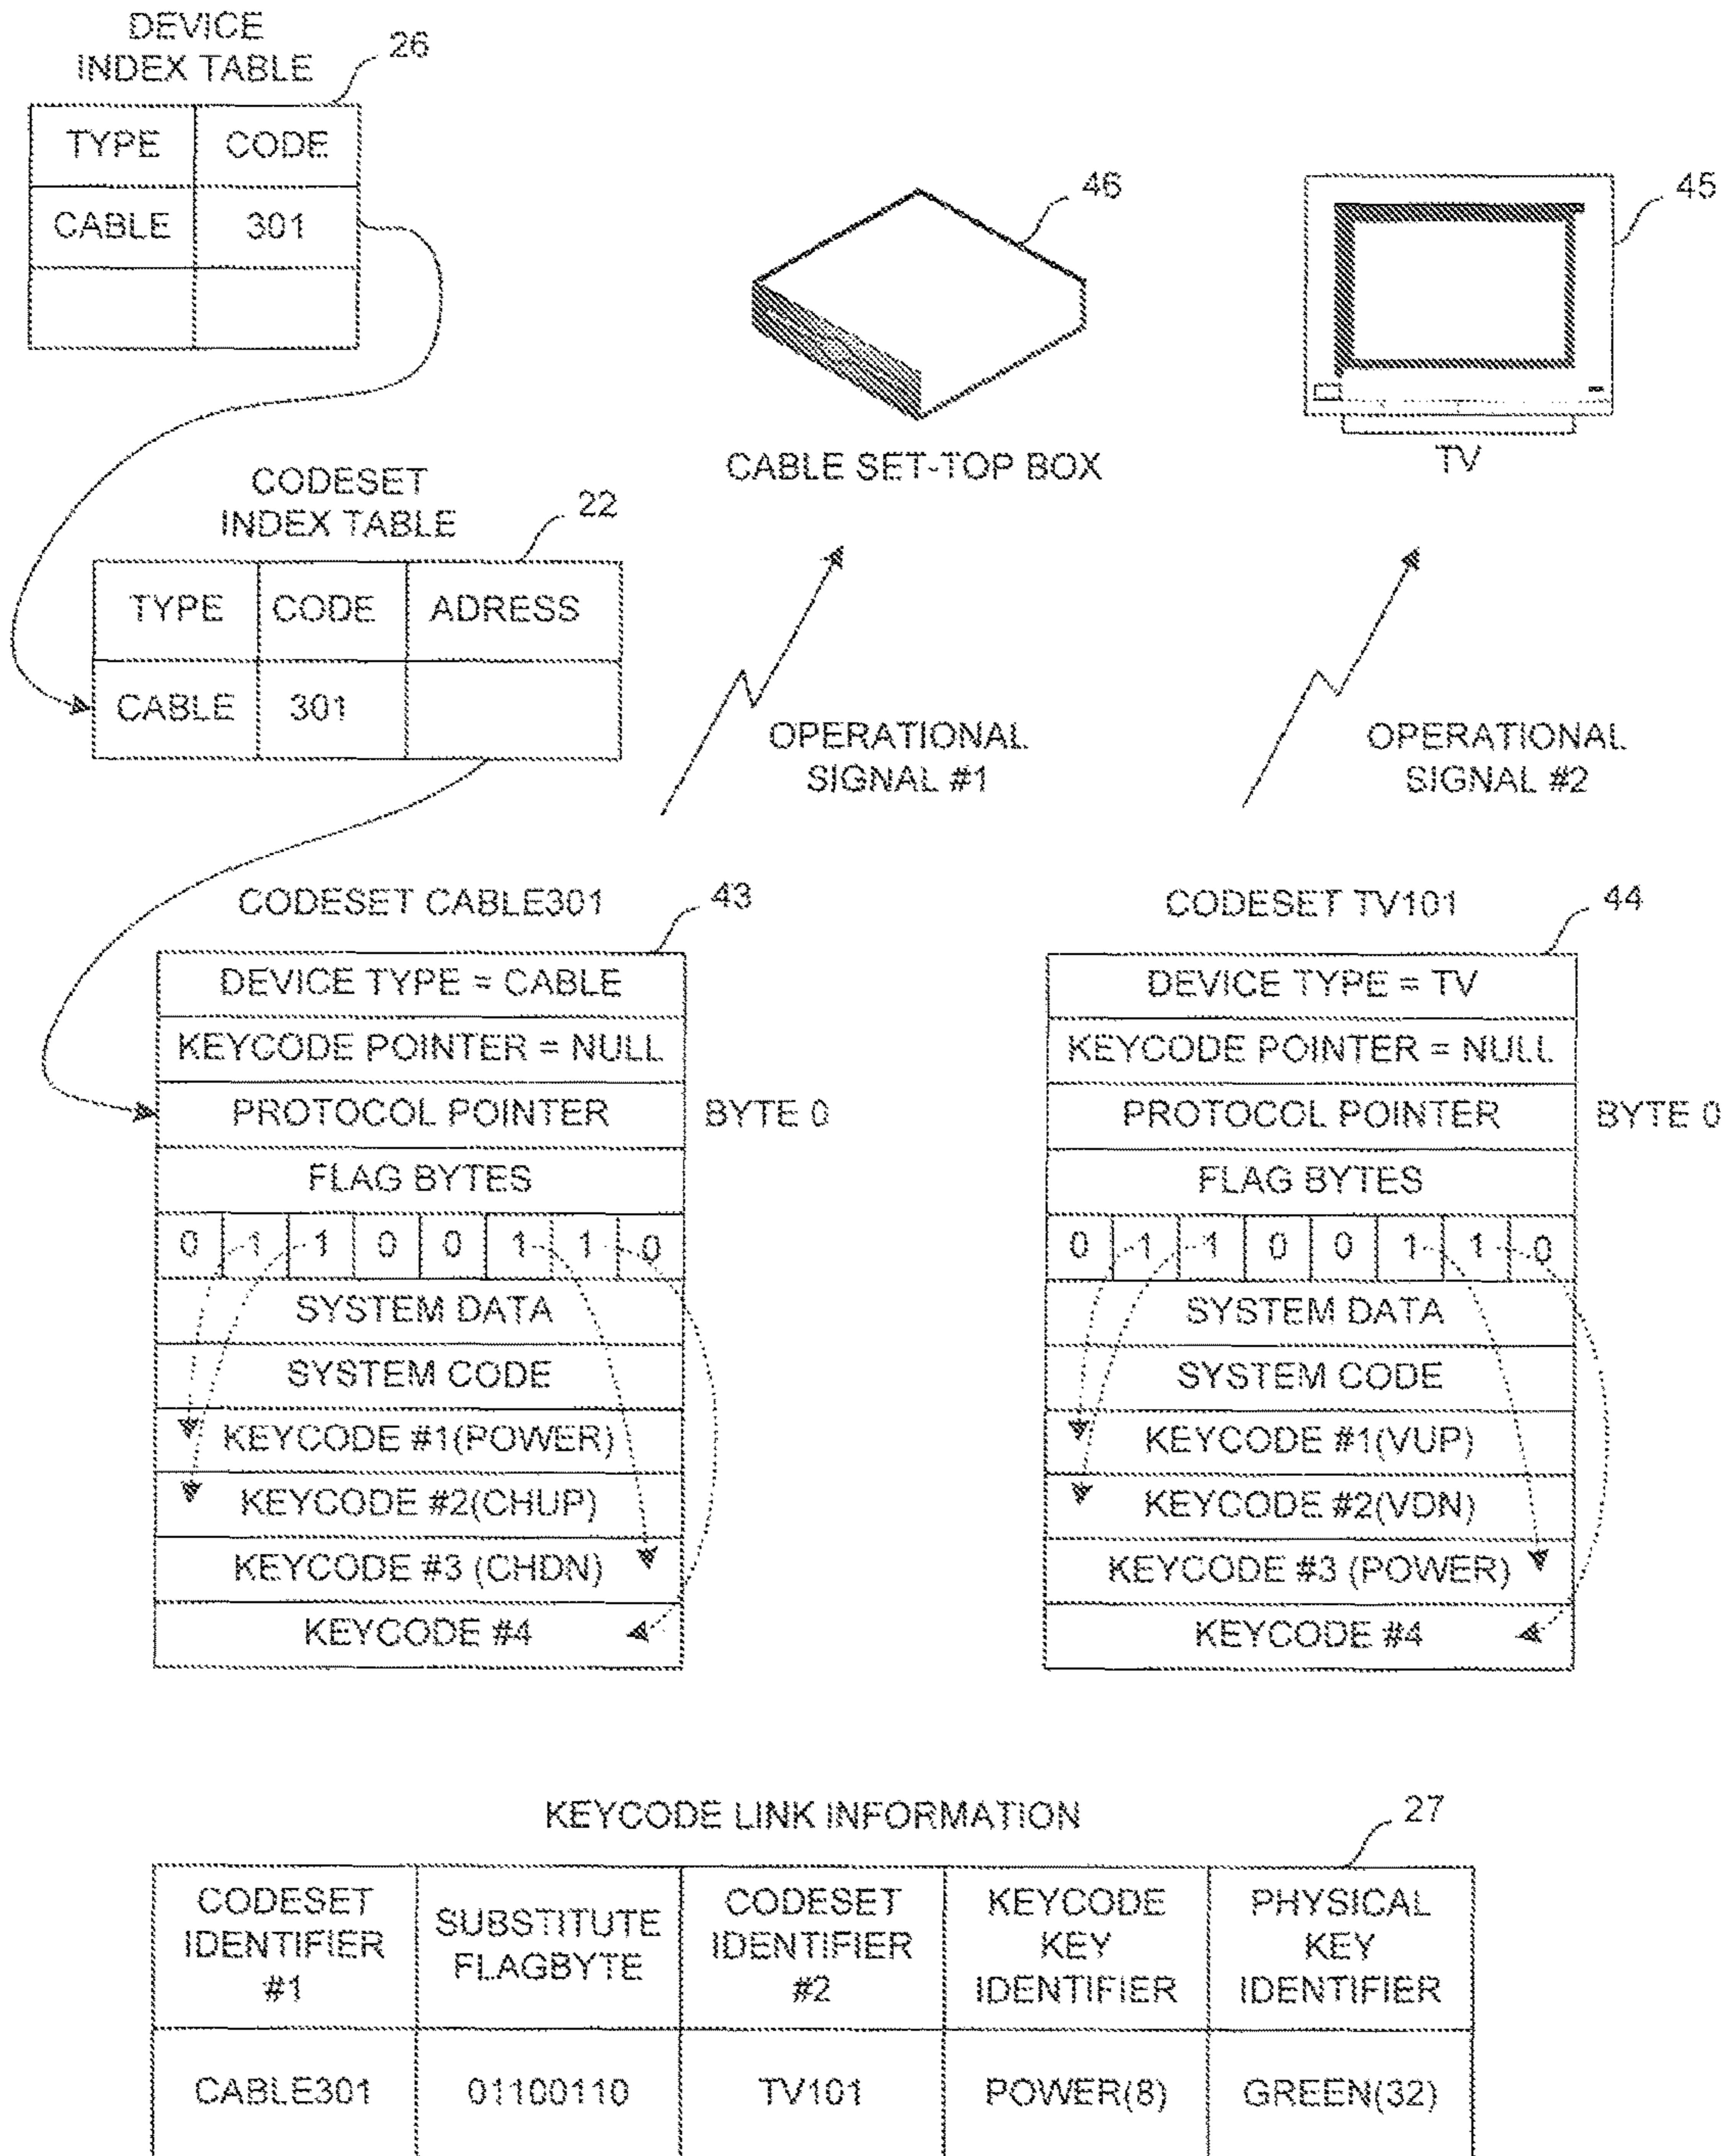 DEVICE
INDEX TABLE
26
TYPE CODE
CABLE 301
46
45
CABLE SET-TOP BOX
TV
CODESET
INDEX TABLE
22
TYPE CODE ADRESS
CABLE 301
OPERATIONAL
SIGNAL #1
OPERATIONAL
SIGNAL #2
CODESET CABLE301
43
DEVICE TYPE = CABLE
KEYCODE POINTER = NULL
PROTOCOL POINTER BYTE 0
FLAG BYTES
0 1 1 0 0 1 1 0
SYSTEM DATA
SYSTEM CODE
KEYCODE #1(POWER)
KEYCODE #2(CHUP)
KEYCODE #3 (CHDN)
KEYCODE #4
CODESET TV101
44
DEVICE TYPE = TV
KEYCODE POINTER = NULL
PROTOCOL POINTER BYTE 0
FLAG BYTES
0 1 1 0 0 1 1 0
SYSTEM DATA
SYSTEM CODE
KEYCODE #1(VUP)
KEYCODE #2(VDN)
KEYCODE #3 (POWER)
KEYCODE #4
KEYCODE LINK INFORMATION
27
CODESET
IDENTIFIER
#1
SUBSTITUTE
FLAGBYTE
CODESET
IDENTIFIER
#2
KEYCODE
KEY
IDENTIFIER
PHYSICAL
KEY
IDENTIFIER
CABLE301 01100110 TV101 POWER(8) GREEN(32)